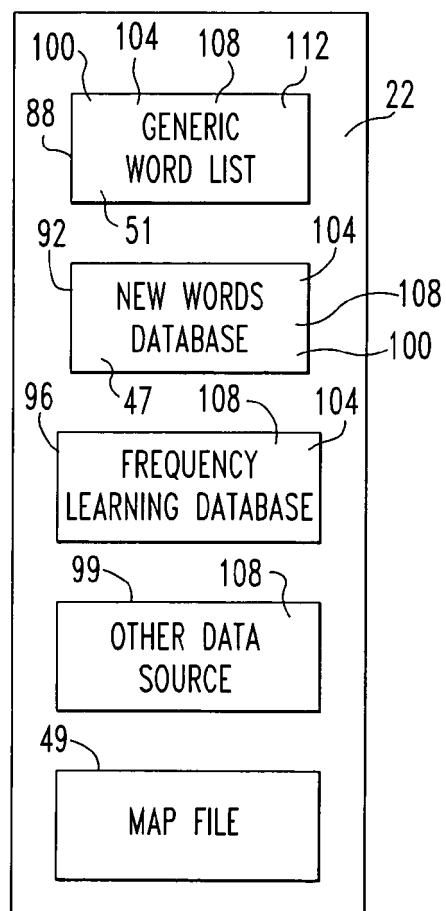 100 104 108 112
22
88
GENERIC
WORD LIST
51
92 104
NEW WORDS
DATABASE
108
100
47
96 108 104
FREQUENCY
LEARNING DATABASE
99 108
OTHER DATA
SOURCE
49
MAP FILE